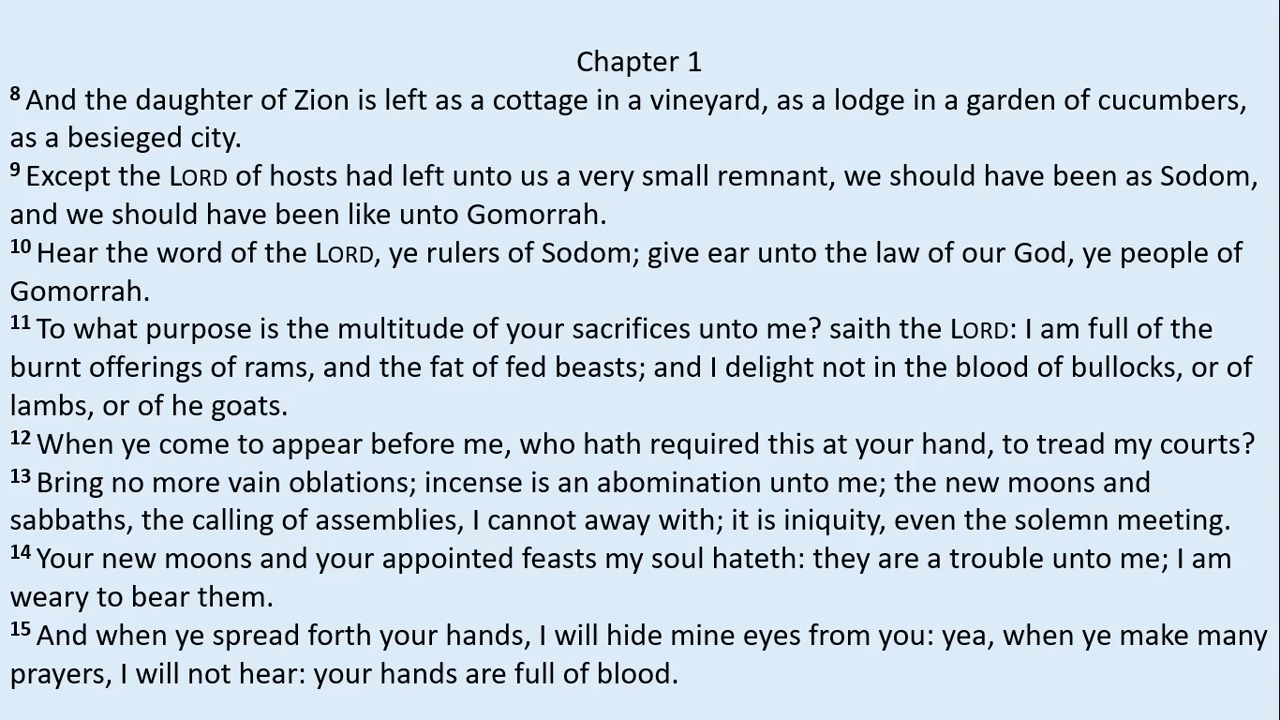 Chapter 1
8 And the daughter of Zion is left as a cottage in a vineyard, as a lodge in a garden of cucumbers,
as a besieged city.
9 Except the LORD of hosts had left unto us a very small remnant, we should have been as Sodom,
and we should have been like unto Gomorrah.
10 Hear the word of the LORD, ye rulers of Sodom; give ear unto the law of our God, ye people of
Gomorrah.
11 To what purpose is the multitude of your sacrifices unto me? saith the LORD: I am full of the
burnt offerings of rams, and the fat of fed beasts; and I delight not in the blood of bullocks, or of
lambs, or of he goats.
12 When ye come to appear before me, who hath required this at your hand, to tread my courts?
13 Bring no more vain oblations; incense is an abomination unto me; the new moons and
sabbaths, the calling of assemblies, I cannot away with; it is iniquity, even the solemn meeting.
14 Your new moons and your appointed feasts my soul hateth: they are a trouble unto me; I am
weary to bear them.
15 And when ye spread forth your hands, I will hide mine eyes from you: yea, when ye make many
prayers, I will not hear: your hands are full of blood.